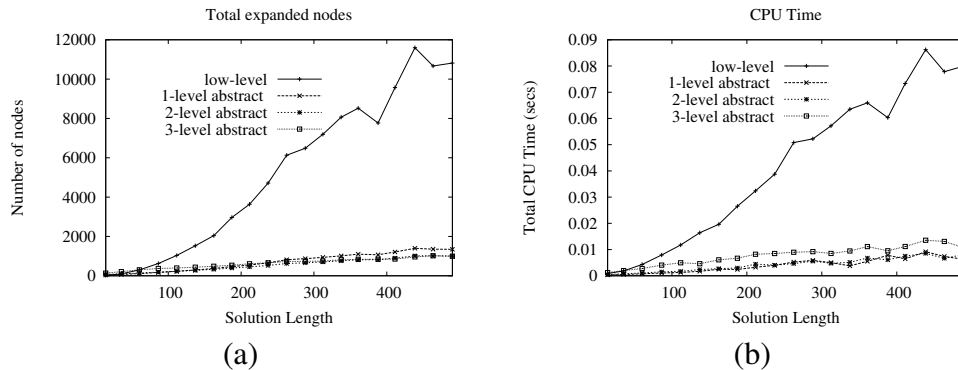 Total expanded nodes
Number of nodes
12000
10000
8000
6000
4000
2000
0
low-level
1-level abstract
2-level abstract
3-level abstract
100
200
300
400
Solution Length
(a)
CPU Time
Total CPU Time (secs)
0.09
0.08
0.07
0.06
0.05
0.04
0.03
0.02
0.01
0
low-level
1-level abstract
2-level abstract
3-level abstract
100
200
300
400
Solution Length
(b)